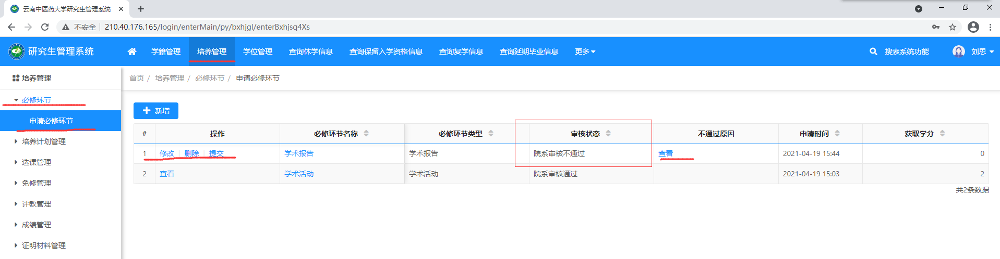 云南中医药大学研究生管理系统
不安全 210.40.176.165/login/enterMain/py/bxhjgl/enterBxhjsq4Xs
研究生管理系统 学籍管理 培养管理 学位管理 查询休学信息 查询保留入学资格信息 查询复学信息 查询延期毕业信息 更多 搜索系统功能 刘思
培养管理
首页 / 培养管理 / 必修环节 / 申请必修环节
必修环节
申请必修环节
培养计划管理
选课管理
免修管理
评教管理
成绩管理
证明材料管理
新增
# 操作 必修环节名称 必修环节类型 审核状态 不通过原因 申请时间 获取学分
1 修改 删除 提交 学术报告 学术报告 院系审核不通过 查看 2021-04-19 15:44 0
2 查看 学术活动 学术活动 院系审核通过 2021-04-19 15:03 2
共2条数据